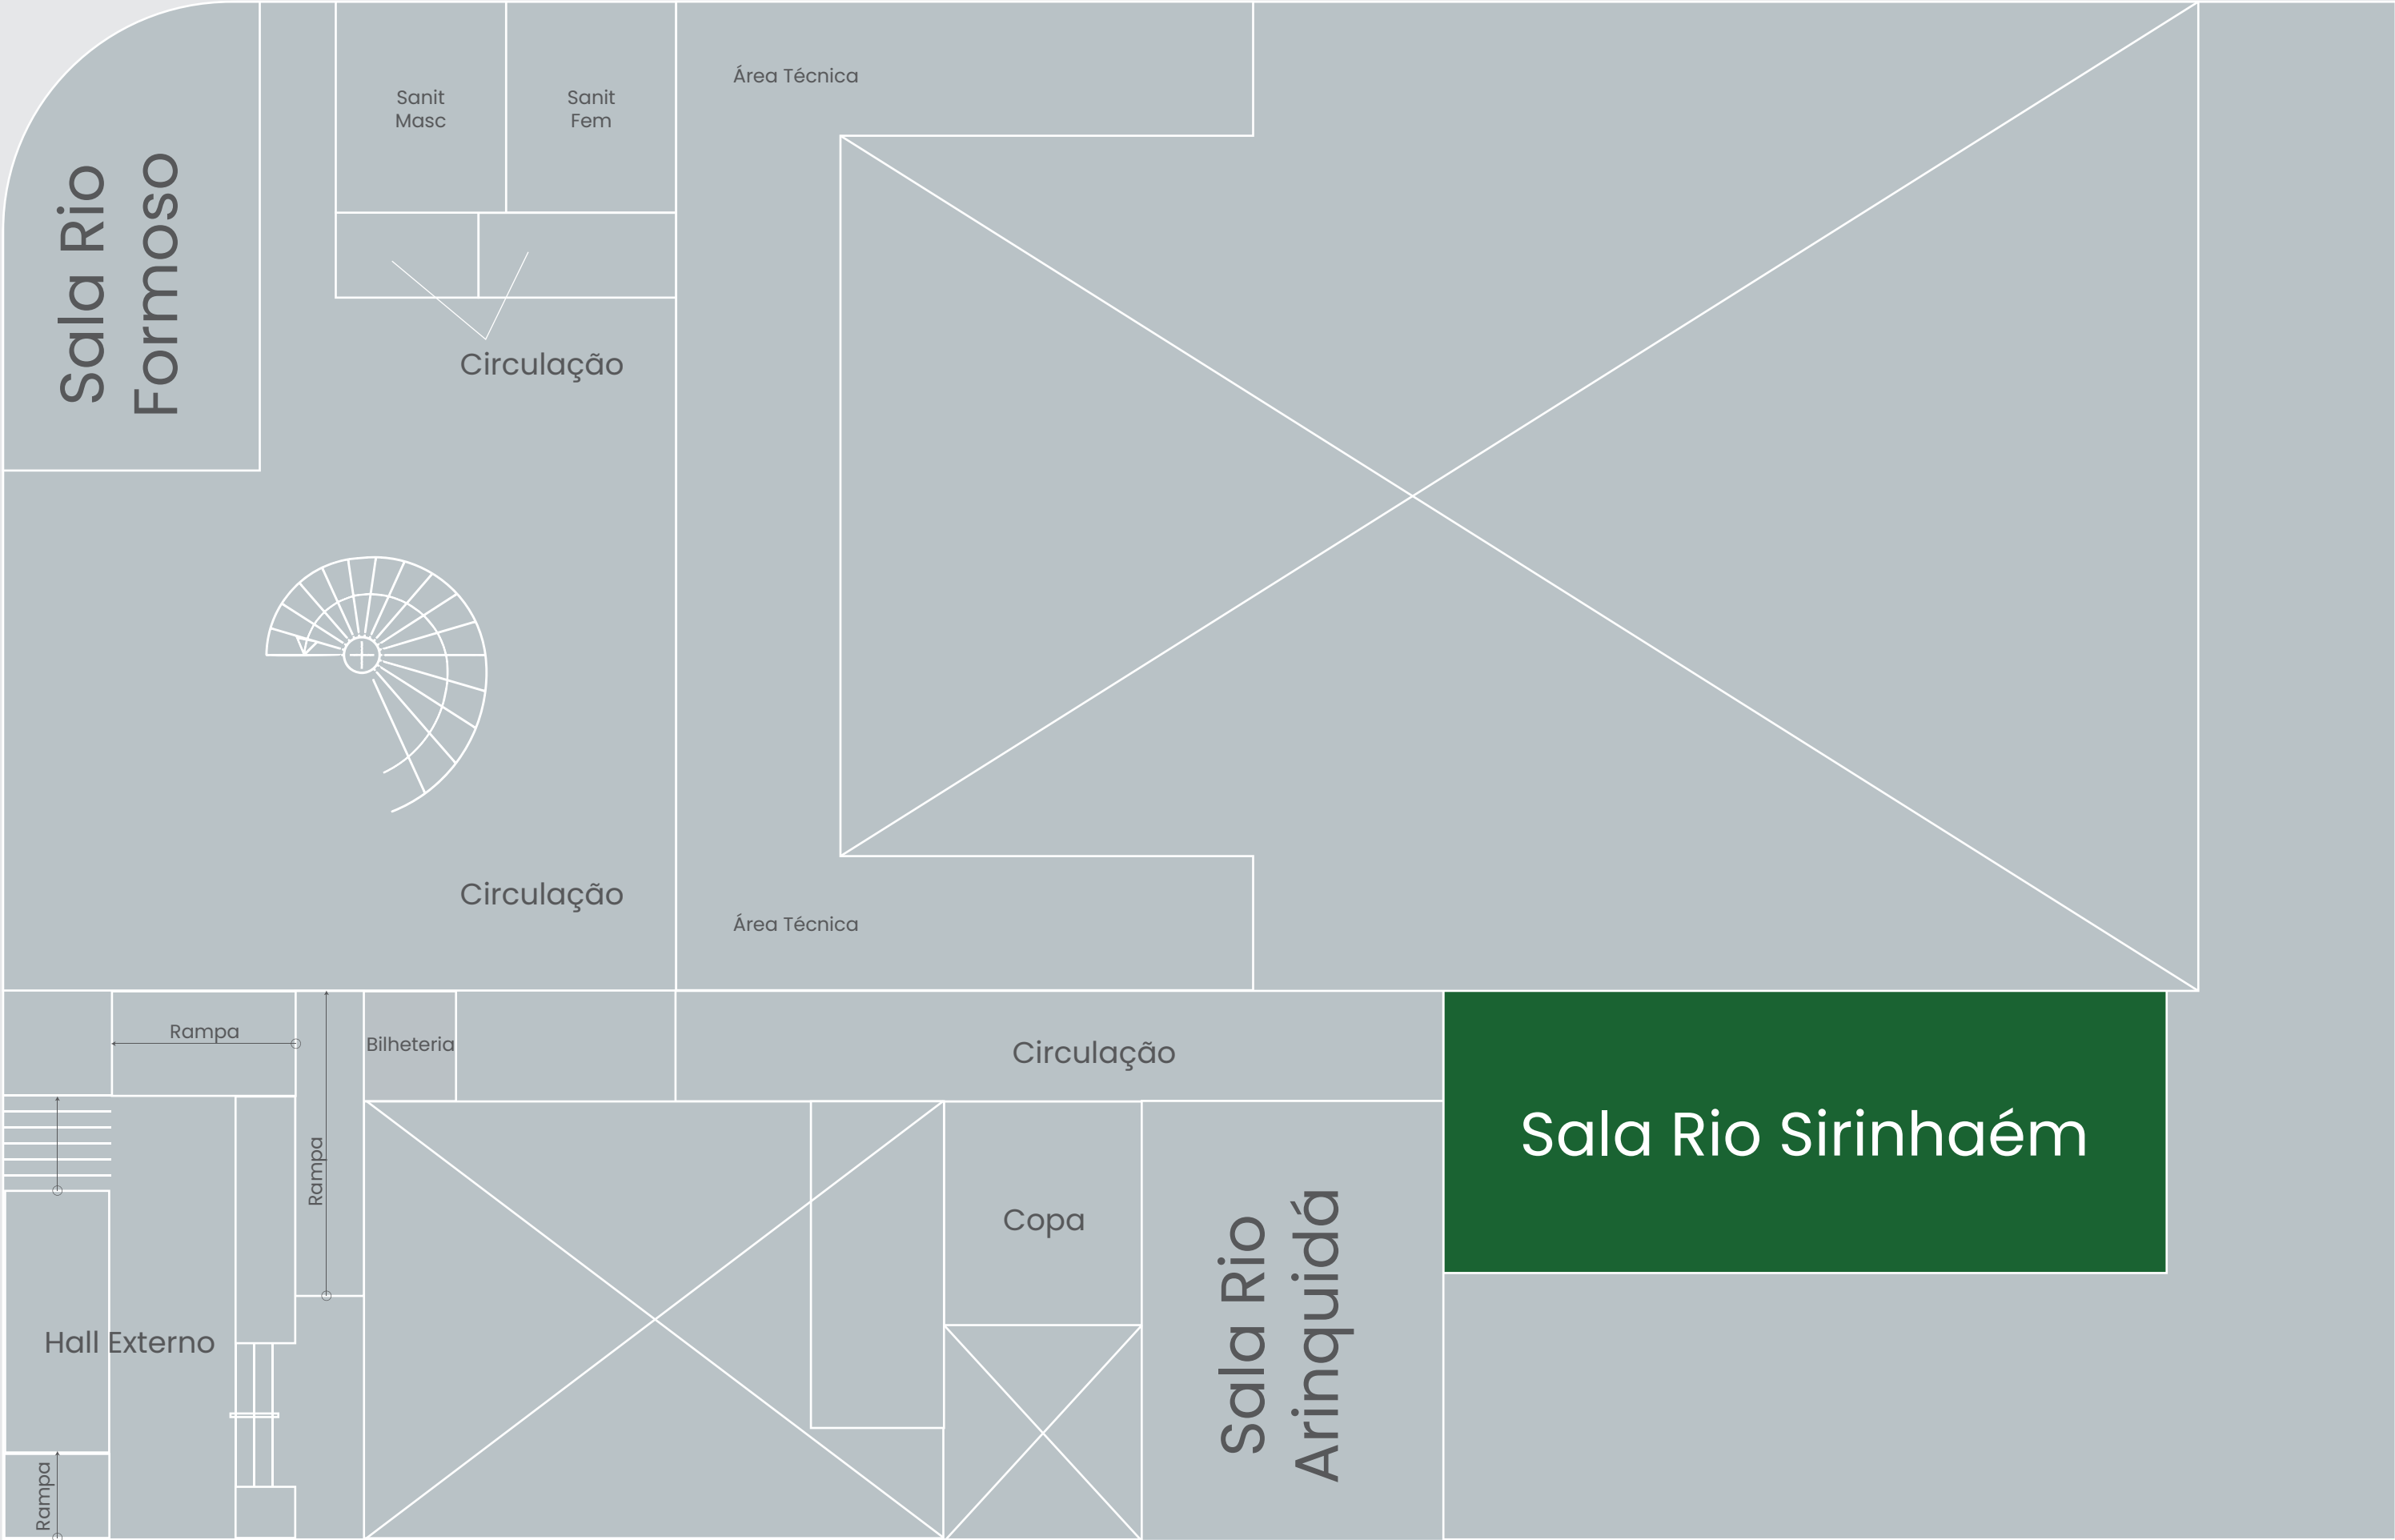 Área Técnica
Sanit
Masc
Sanit
Fem
Sala Rio
Formoso
Circulação
Circulação
Área Técnica
Rampa
Bilheteria
Circulação
Sala Rio Sirinhaém
Rampa
Copa
Sala Rio
Arinquidá
Hall Externo
Rampa